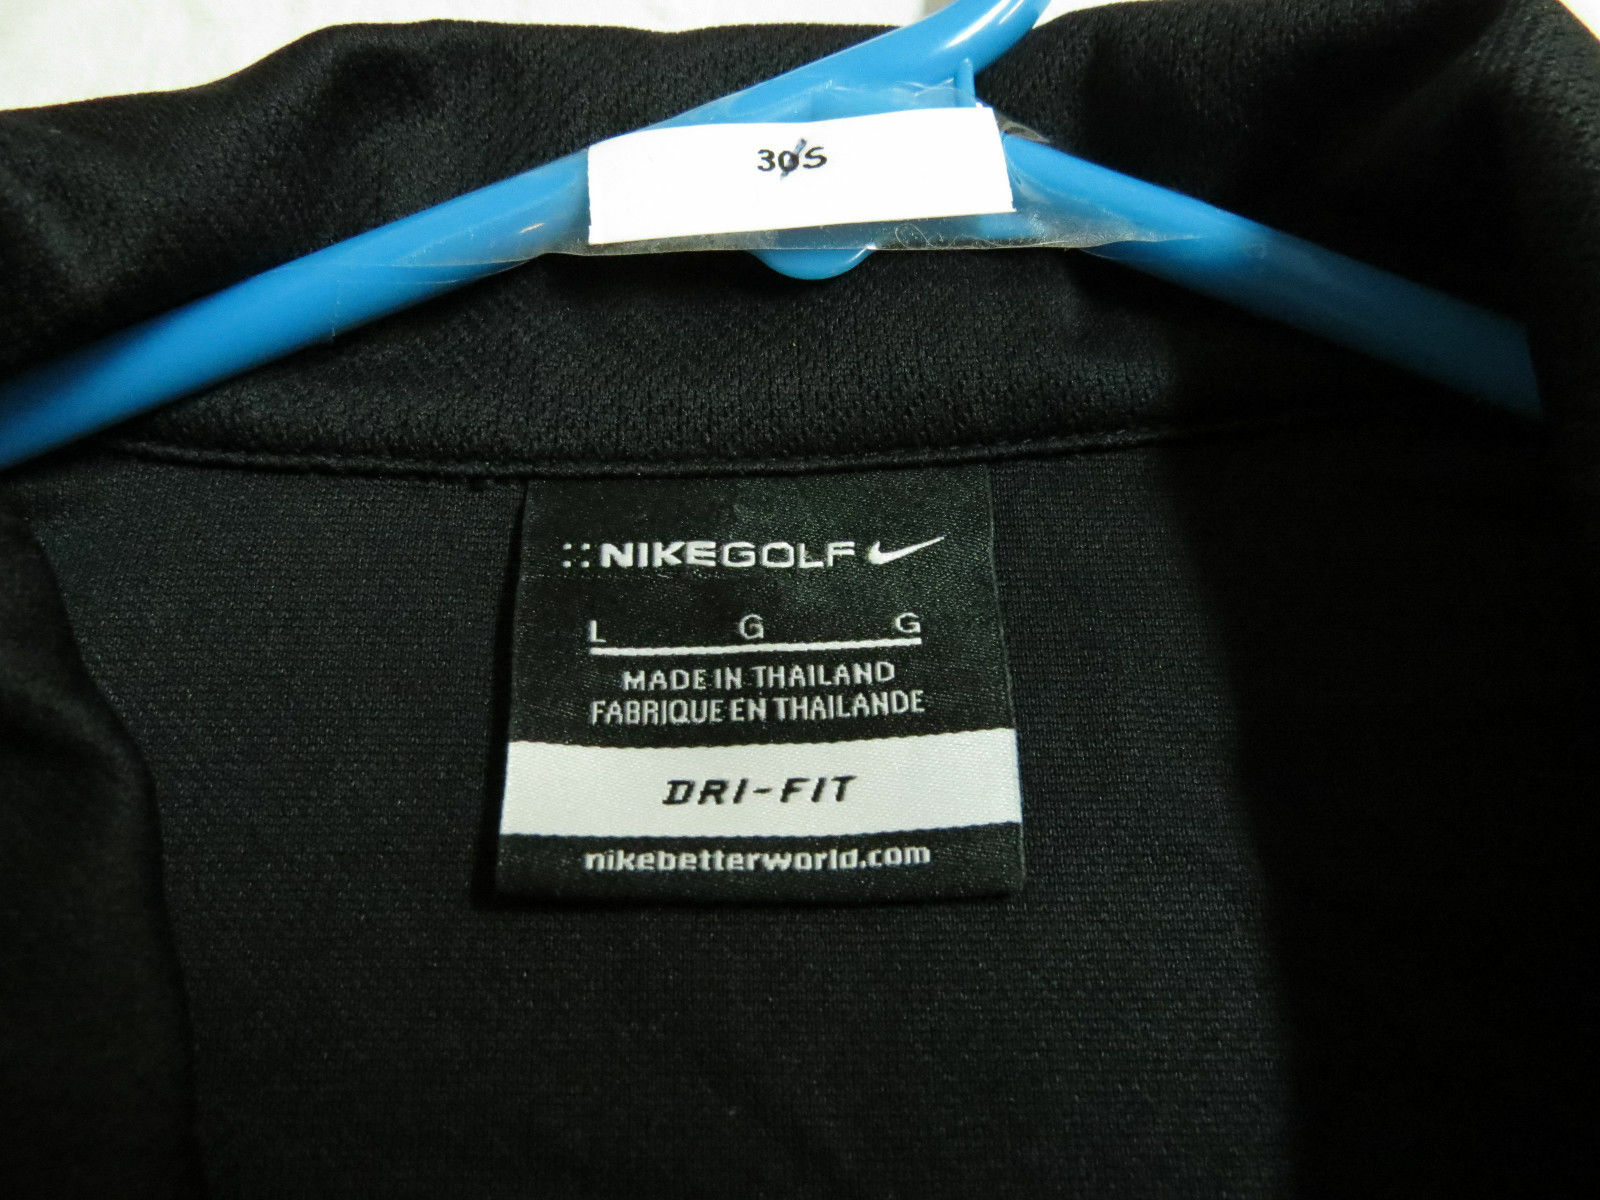 30S
::NIKEGOLF
L G G
MADE IN THAILAND
FABRIQUE EN THAILANDE
DRI-FIT
nikebetterworld.com